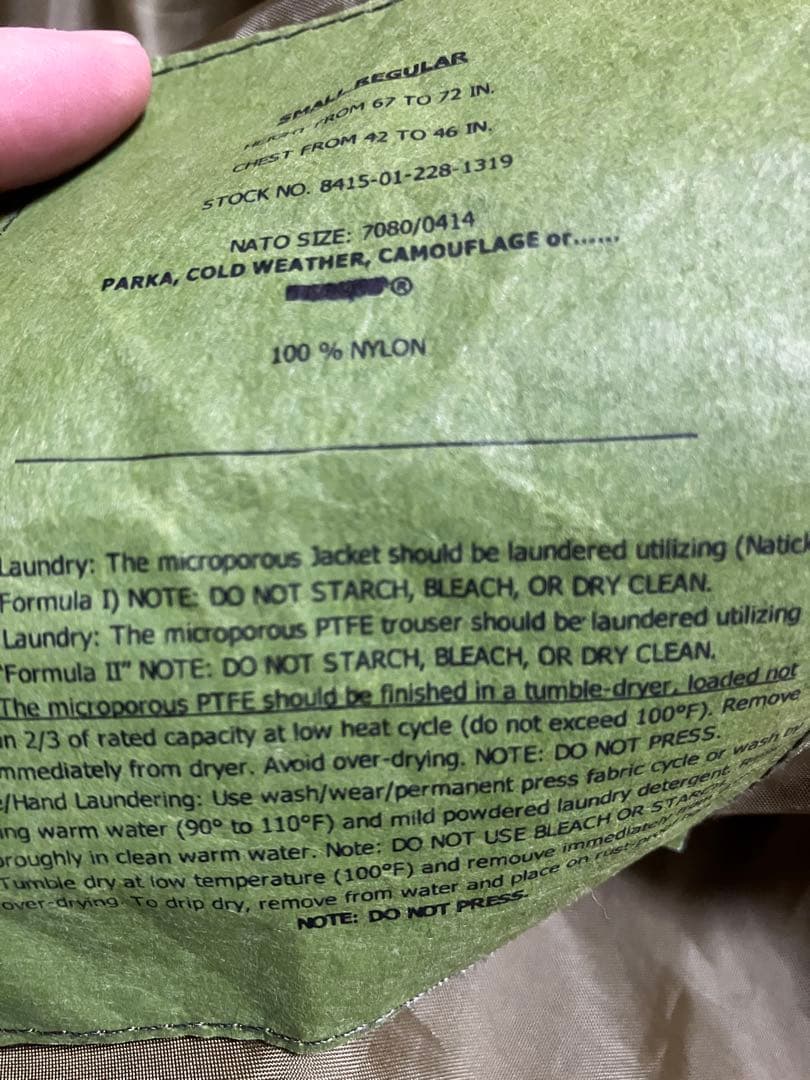 SMALL REGULAR
HEIGHT FROM 67 TO 72 IN.
CHEST FROM 42 TO 46 IN.
STOCK NO. 8415-01-228-1319
NATO SIZE: 7080/0414
PARKA, COLD WEATHER, CAMOUFLAGE or......
®
100 % NYLON
Laundry: The microporous Jacket should be laundered utilizing (Natick
Formula I) NOTE: DO NOT STARCH, BLEACH, OR DRY CLEAN.
Laundry: The microporous PTFE trouser should be laundered utilizing
"Formula II" NOTE: DO NOT STARCH, BLEACH, OR DRY CLEAN.
The microporous PTFE should be finished in a tumble-dryer, loaded not
in 2/3 of rated capacity at low heat cycle (do not exceed 100°F). Remove
mmediately from dryer. Avoid over-drying. NOTE: DO NOT PRESS.
/Hand Laundering: Use wash/wear/permanent press fabric cycle or wash
ing warm water (90° to 110°F) and mild powdered laundry detergent.
oroughly in clean warm water. Note: DO NOT USE BLEACH OR STARCH.
Tumble dry at low temperature (100°F) and remouve immediately
over-drying. To drip dry, remove from water and place on
NOTE: DO NOT PRESS.